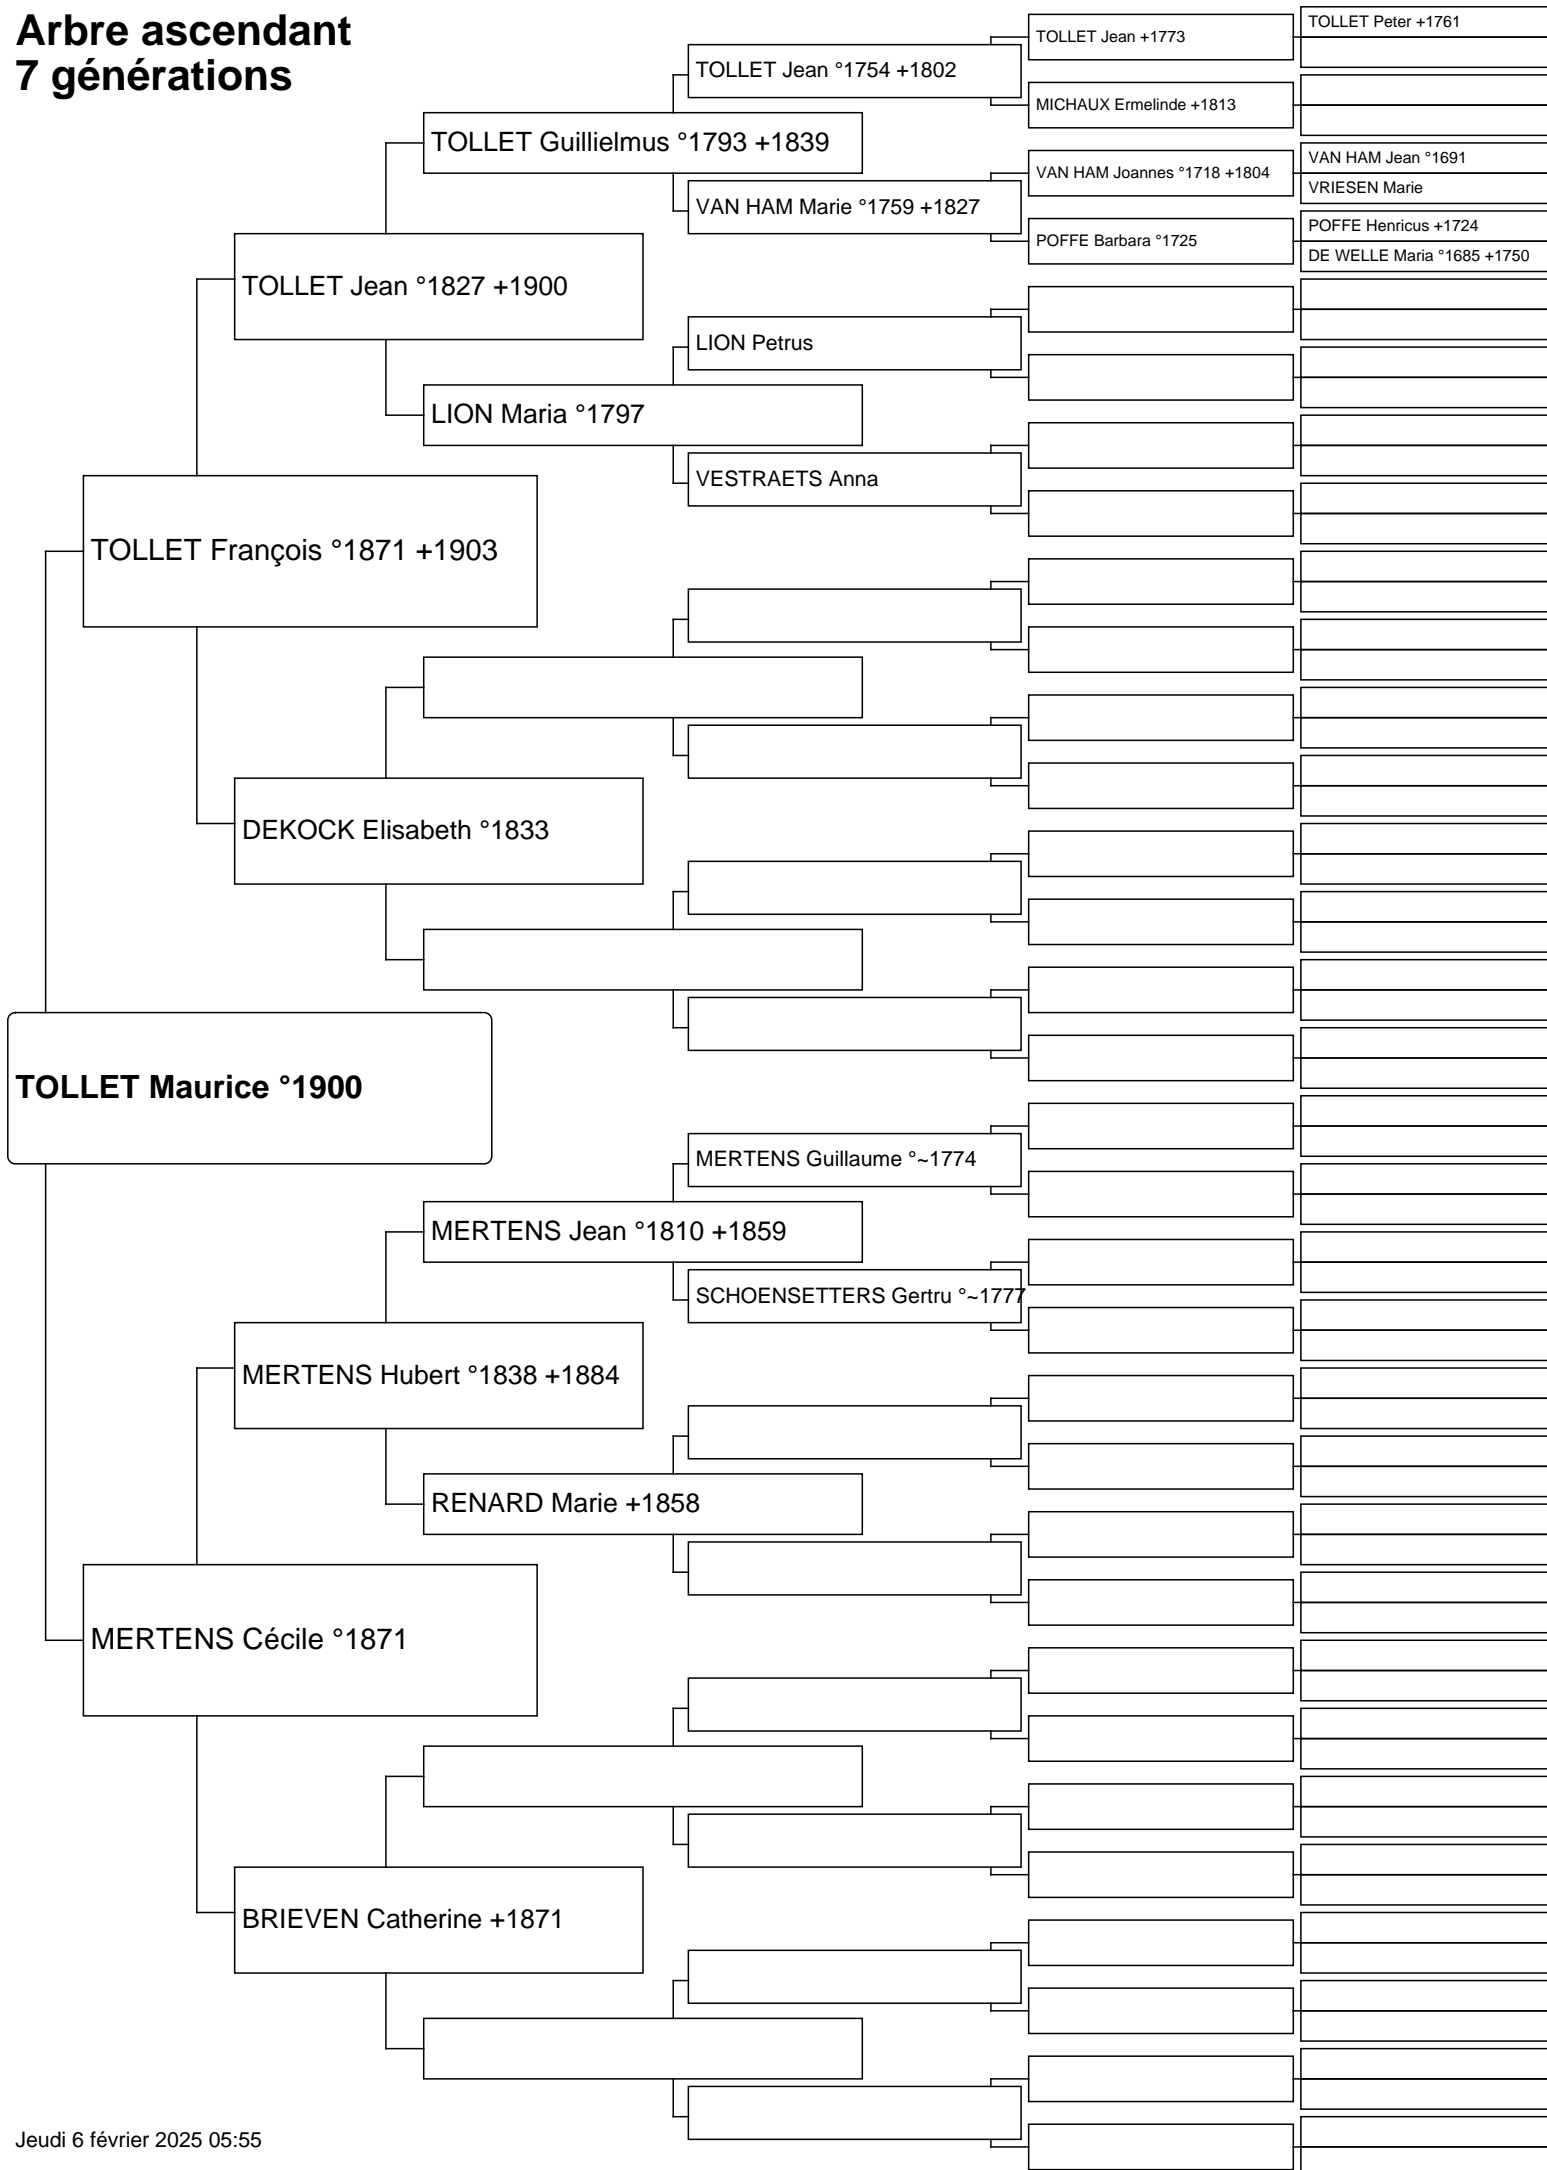 Arbre ascendant
7 générations
TOLLET Peter +1761
TOLLET Jean +1773
TOLLET Jean °1754 +1802
MICHAUX Ermelinde +1813
TOLLET Guillielmus °1793 +1839
VAN HAM Jean °1691
VAN HAM Joannes °1718 +1804
VRIESEN Marie
VAN HAM Marie °1759 +1827
POFFE Henricus +1724
POFFE Barbara °1725
DE WELLE Maria °1685 +1750
TOLLET Jean °1827 +1900
LION Petrus
LION Maria °1797
VESTRAETS Anna
TOLLET François °1871 +1903
DEKOCK Elisabeth °1833
TOLLET Maurice °1900
MERTENS Guillaume °~1774
MERTENS Jean °1810 +1859
SCHOENSETTERS Gertru °~1777
MERTENS Hubert °1838 +1884
RENARD Marie +1858
MERTENS Cécile °1871
BRIEVEN Catherine +1871
Jeudi 6 février 2025 05:55